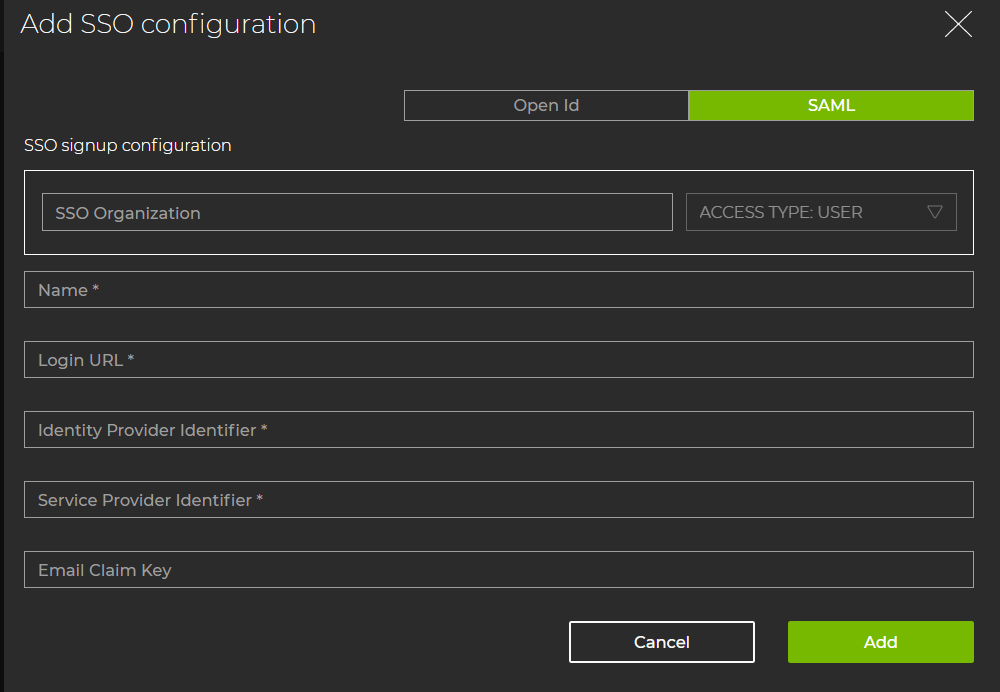 Add SSO configuration
Open Id
SAML
SSO signup configuration
SSO Organization
ACCESS TYPE: USER
Name *
Login URL *
Identity Provider Identifier *
Service Provider Identifier *
Email Claim Key
Cancel
Add